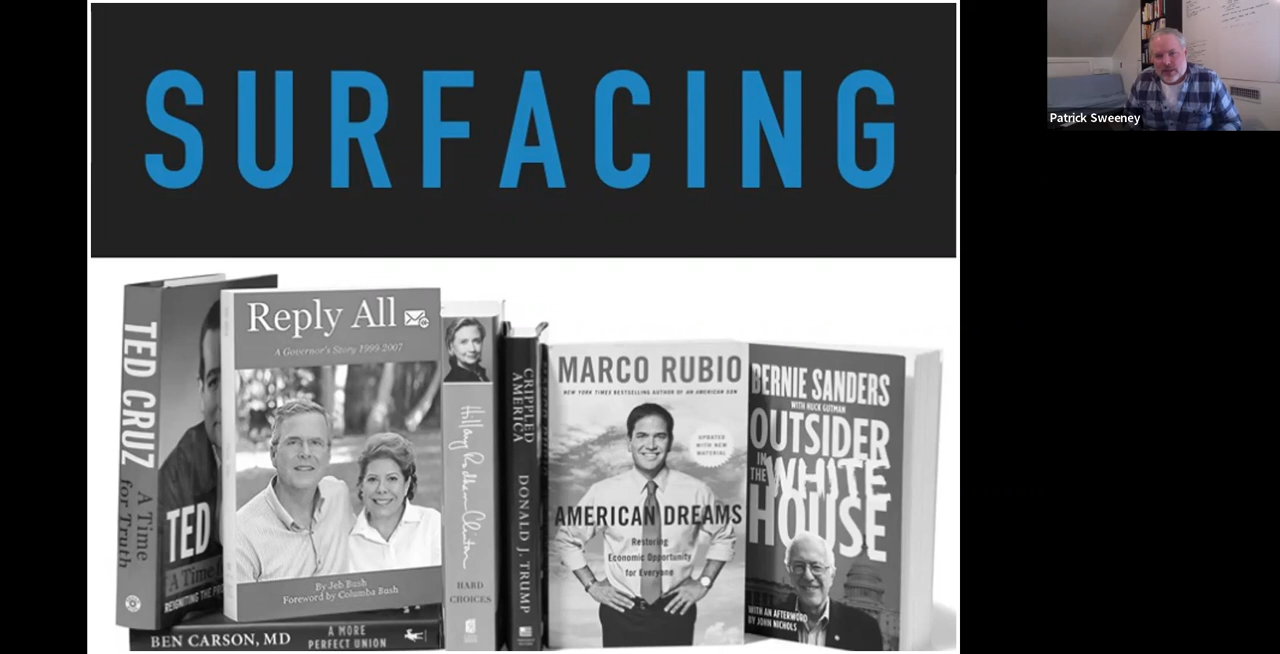 SURFACING
Patrick Sweeney
TED CRUZ
A Time
for Truth
TED
Reply All
A Governor's Story 1999-2007
By Jeb Bush
Foreword by Columba Bush
BEN CARSON, MD
A MORE
PERFECT UNION
Hillary Rodham Clinton
HARD
CHOICES
CRIPPLED
AMERICA
DONALD J. TRUMP
MARCO RUBIO
NEW YORK TIMES BESTSELLING AUTHOR OF AN AMERICAN SON
UPDATED
WITH NEW
MATERIAL
AMERICAN DREAMS
Restoring
Economic Opportunity
for Everyone
BERNIE SANDERS
WITH HUCK GUTMAN
OUTSIDER
IN
THE WHITE
HOUSE
WITH AN AFTERWORD
BY JOHN NICHOLS